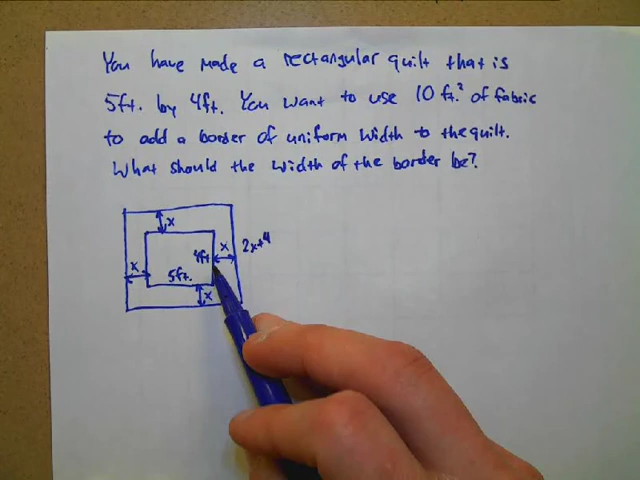 You have made a rectangular quilt that is
5ft. by 4ft. You want to use 10 ft.² of fabric
to add a border of uniform width to the quilt.
What should the width of the border be?
x
x
2x+4
4ft
x
5ft.
x